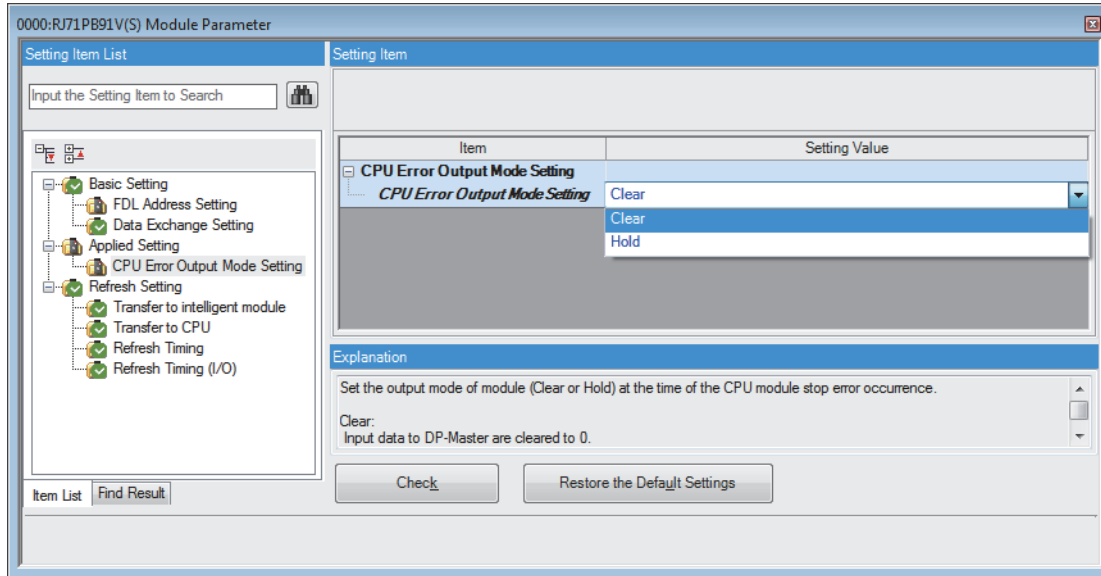 0000:RJ71PB91V(S) Module Parameter
Setting Item List
Input the Setting Item to Search
Basic Setting
FDL Address Setting
Data Exchange Setting
Applied Setting
CPU Error Output Mode Setting
Refresh Setting
Transfer to intelligent module
Transfer to CPU
Refresh Timing
Refresh Timing (I/O)
Item List
Find Result
Setting Item
Item
Setting Value
CPU Error Output Mode Setting
CPU Error Output Mode Setting
Clear
Clear
Hold
Explanation
Set the output mode of module (Clear or Hold) at the time of the CPU module stop error occurrence.
Clear:
Input data to DP-Master are cleared to 0.
Check
Restore the Default Settings